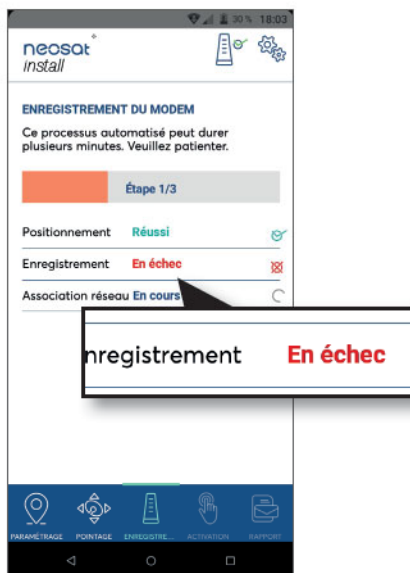 30 % 18:03
neosat
install
ENREGISTREMENT DU MODEM
Ce processus automatisé peut durer
plusieurs minutes. Veuillez patienter.
Étape 1/3
Positionnement Réussi
Enregistrement En échec
Association réseau En cours
nregistrement En échec
PARAMÉTRAGE POINTAGE ENREGISTRE... ACTIVATION RAPPORT